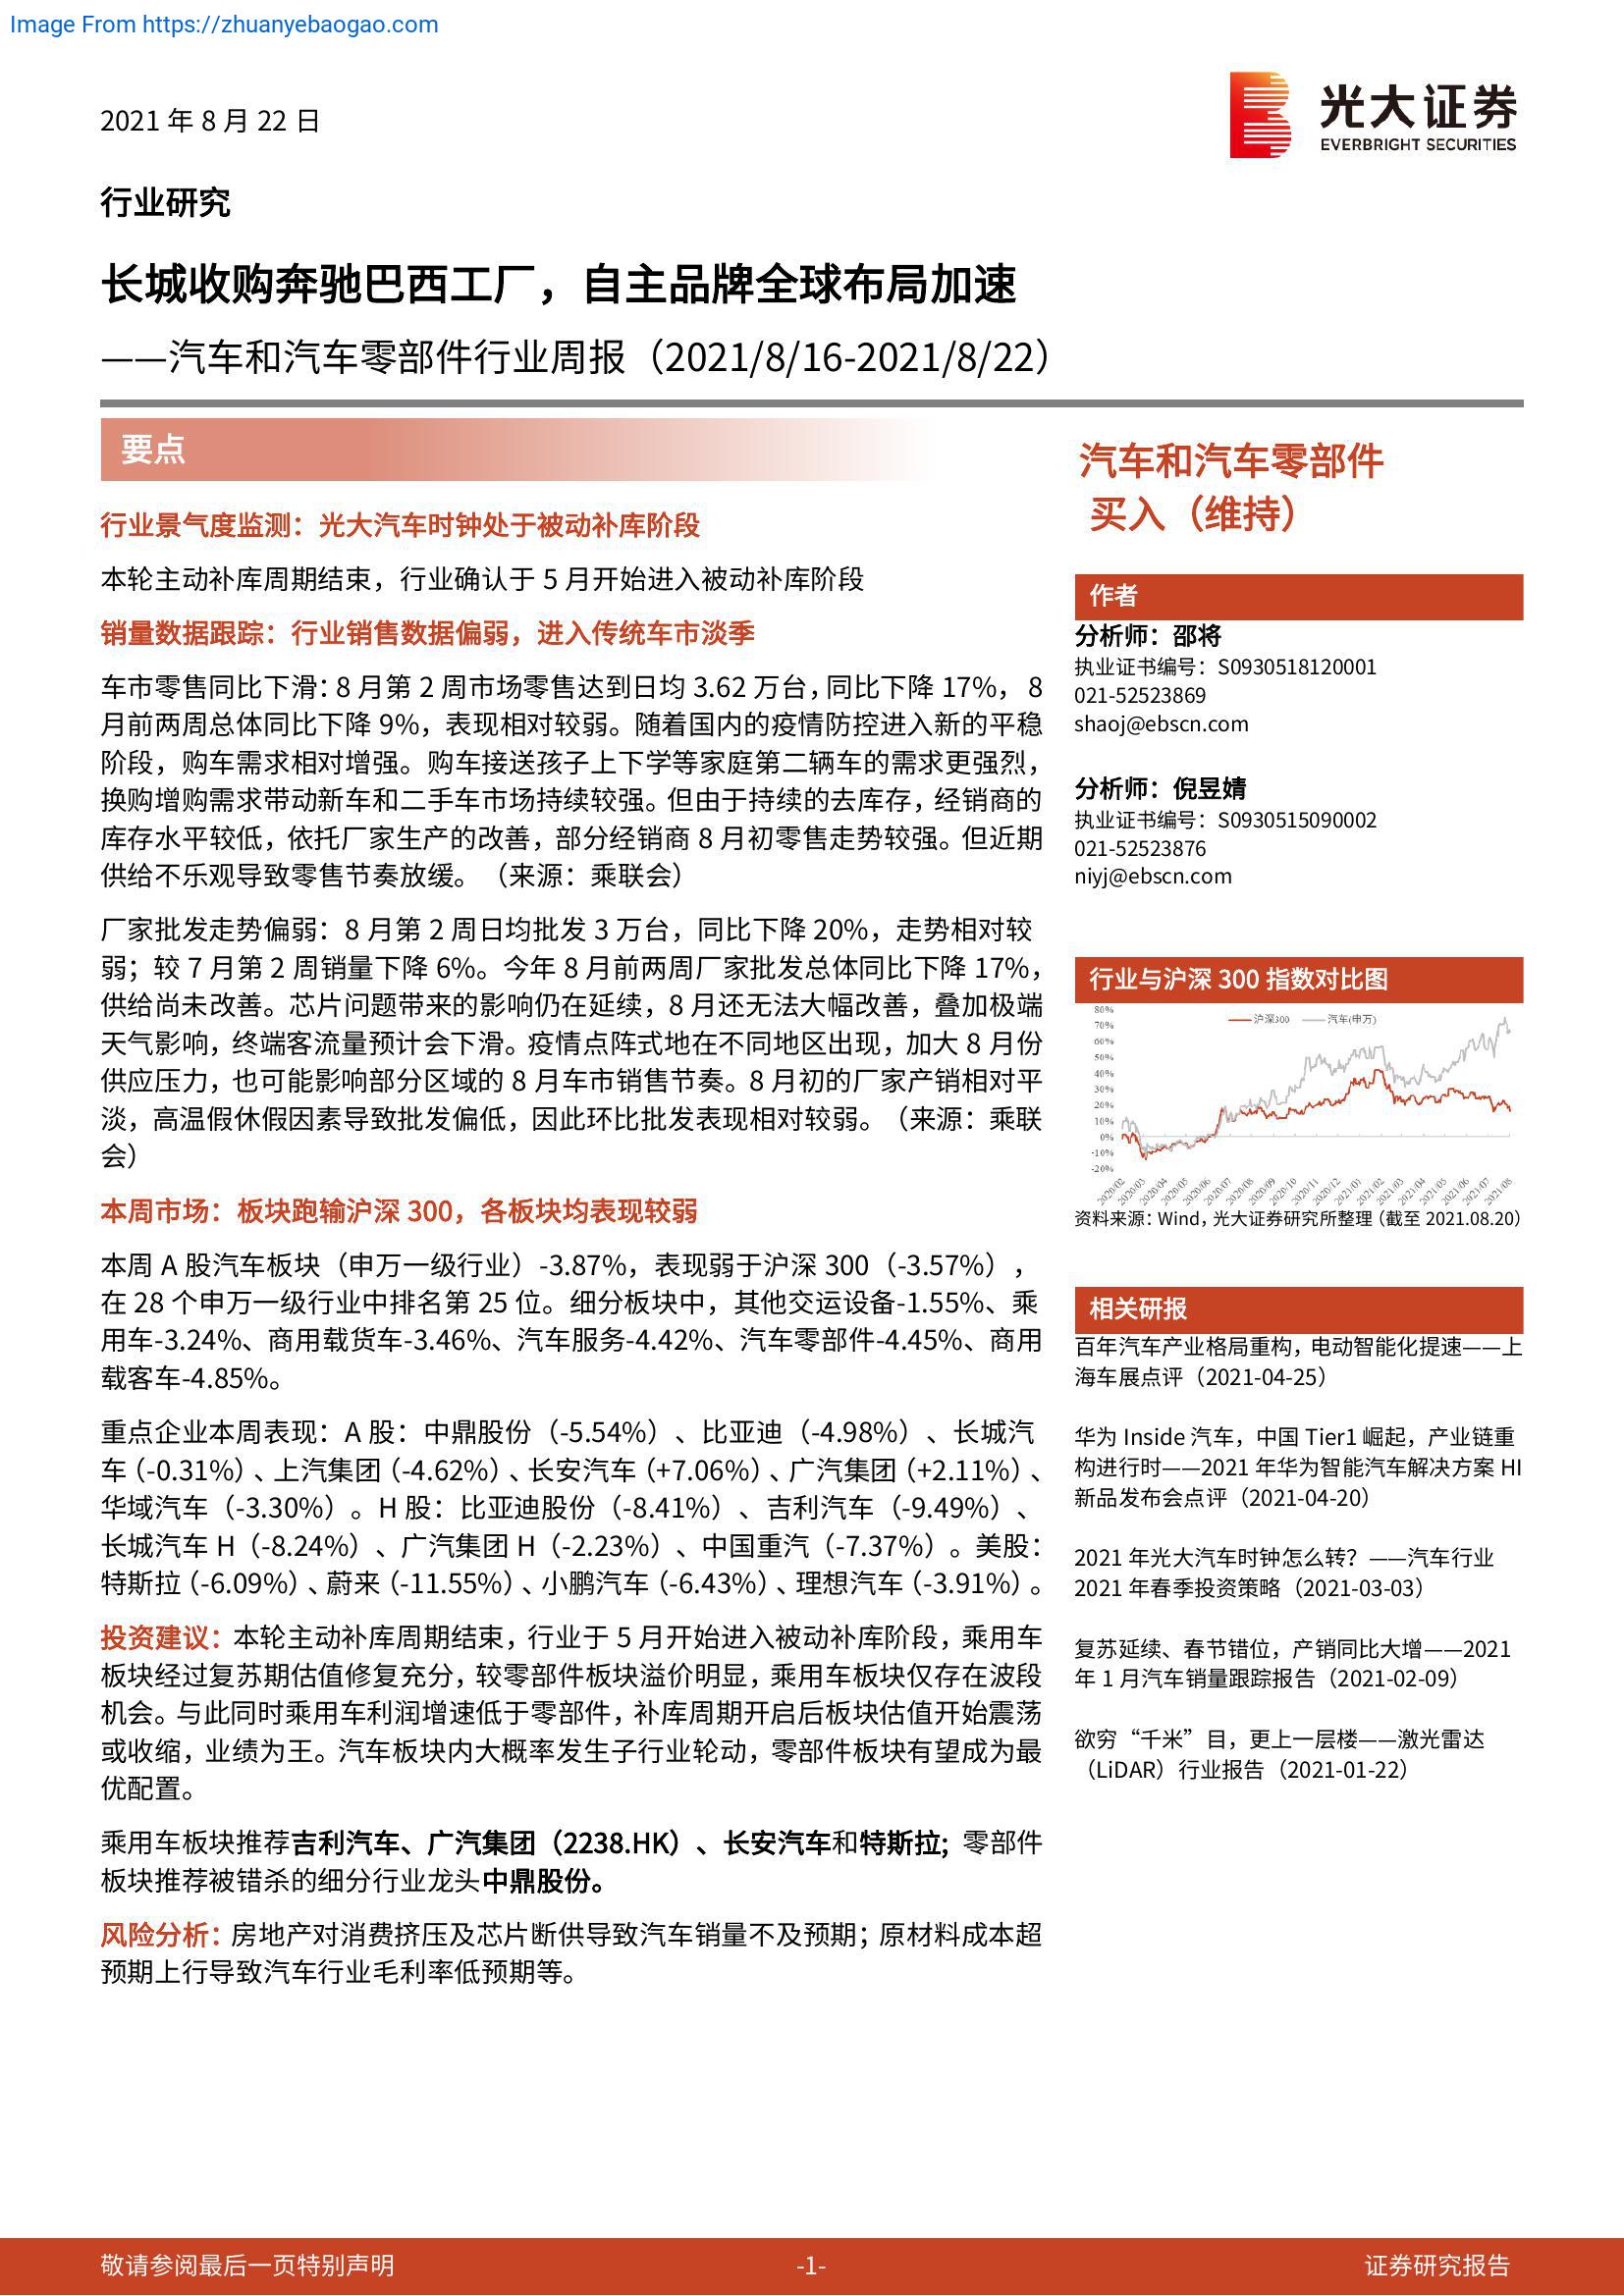 Image From https://zhuanyebaogao.com
2021 年 8 月 22 日
光大证券
EVERBRIGHT SECURITIES
行业研究
长城收购奔驰巴西工厂，自主品牌全球布局加速
——汽车和汽车零部件行业周报（2021/8/16-2021/8/22）
要点
行业景气度监测：光大汽车时钟处于被动补库阶段
本轮主动补库周期结束，行业确认于 5 月开始进入被动补库阶段
销量数据跟踪：行业销售数据偏弱，进入传统车市淡季
车市零售同比下滑：8 月第 2 周市场零售达到日均 3.62 万台，同比下降 17%， 8
月前两周总体同比下降 9%，表现相对较弱。随着国内的疫情防控进入新的平稳
阶段，购车需求相对增强。购车接送孩子上下学等家庭第二辆车的需求更强烈，
换购增购需求带动新车和二手车市场持续较强。但由于持续的去库存，经销商的
库存水平较低，依托厂家生产的改善，部分经销商 8 月初零售走势较强。但近期
供给不乐观导致零售节奏放缓。（来源：乘联会）
厂家批发走势偏弱：8 月第 2 周日均批发 3 万台，同比下降 20%，走势相对较
弱；较 7 月第 2 周销量下降 6%。今年 8 月前两周厂家批发总体同比下降 17%，
供给尚未改善。芯片问题带来的影响仍在延续，8 月还无法大幅改善，叠加极端
天气影响，终端客流量预计会下滑。疫情点阵式地在不同地区出现，加大 8 月份
供应压力，也可能影响部分区域的 8 月车市销售节奏。8 月初的厂家产销相对平
淡，高温假休假因素导致批发偏低，因此环比批发表现相对较弱。（来源：乘联
会）
本周市场：板块跑输沪深 300，各板块均表现较弱
本周 A 股汽车板块（申万一级行业）-3.87%，表现弱于沪深 300（-3.57%），
在 28 个申万一级行业中排名第 25 位。细分板块中，其他交运设备-1.55%、乘
用车-3.24%、商用载货车-3.46%、汽车服务-4.42%、汽车零部件-4.45%、商用
载客车-4.85%。
重点企业本周表现：A 股：中鼎股份（-5.54%）、比亚迪（-4.98%）、长城汽
车（-0.31%）、上汽集团（-4.62%）、长安汽车（+7.06%）、广汽集团（+2.11%）、
华域汽车（-3.30%）。H 股：比亚迪股份（-8.41%）、吉利汽车（-9.49%）、
长城汽车 H（-8.24%）、广汽集团 H（-2.23%）、中国重汽（-7.37%）。美股：
特斯拉（-6.09%）、蔚来（-11.55%）、小鹏汽车（-6.43%）、理想汽车（-3.91%）。
投资建议：本轮主动补库周期结束，行业于 5 月开始进入被动补库阶段，乘用车
板块经过复苏期估值修复充分，较零部件板块溢价明显，乘用车板块仅存在波段
机会。与此同时乘用车利润增速低于零部件，补库周期开启后板块估值开始震荡
或收缩，业绩为王。汽车板块内大概率发生子行业轮动，零部件板块有望成为最
优配置。
乘用车板块推荐吉利汽车、广汽集团（2238.HK）、长安汽车和特斯拉; 零部件
板块推荐被错杀的细分行业龙头中鼎股份。
风险分析：房地产对消费挤压及芯片断供导致汽车销量不及预期；原材料成本超
预期上行导致汽车行业毛利率低预期等。
汽车和汽车零部件
买入（维持）
作者
分析师：邵将
执业证书编号：S0930518120001
021-52523869
shaoj@ebscn.com
分析师：倪昱婧
执业证书编号：S0930515090002
021-52523876
niyj@ebscn.com
行业与沪深 300 指数对比图
沪深300 汽车(申万)
80%
70%
60%
50%
40%
30%
20%
10%
0%
-10%
-20%
2020/02 2020/03 2020/04 2020/05 2020/06 2020/07 2020/08 2020/09 2020/10 2020/11 2020/12 2021/01 2021/02 2021/03 2021/04 2021/05 2021/06 2021/07 2021/08
资料来源：Wind，光大证券研究所整理（截至 2021.08.20）
相关研报
百年汽车产业格局重构，电动智能化提速——上
海车展点评（2021-04-25）
华为 Inside 汽车，中国 Tier1 崛起，产业链重
构进行时——2021 年华为智能汽车解决方案 HI
新品发布会点评（2021-04-20）
2021 年光大汽车时钟怎么转？——汽车行业
2021 年春季投资策略（2021-03-03）
复苏延续、春节错位，产销同比大增——2021
年 1 月汽车销量跟踪报告（2021-02-09）
欲穷“千米”目，更上一层楼——激光雷达
（LiDAR）行业报告（2021-01-22）
敬请参阅最后一页特别声明
-1-
证券研究报告